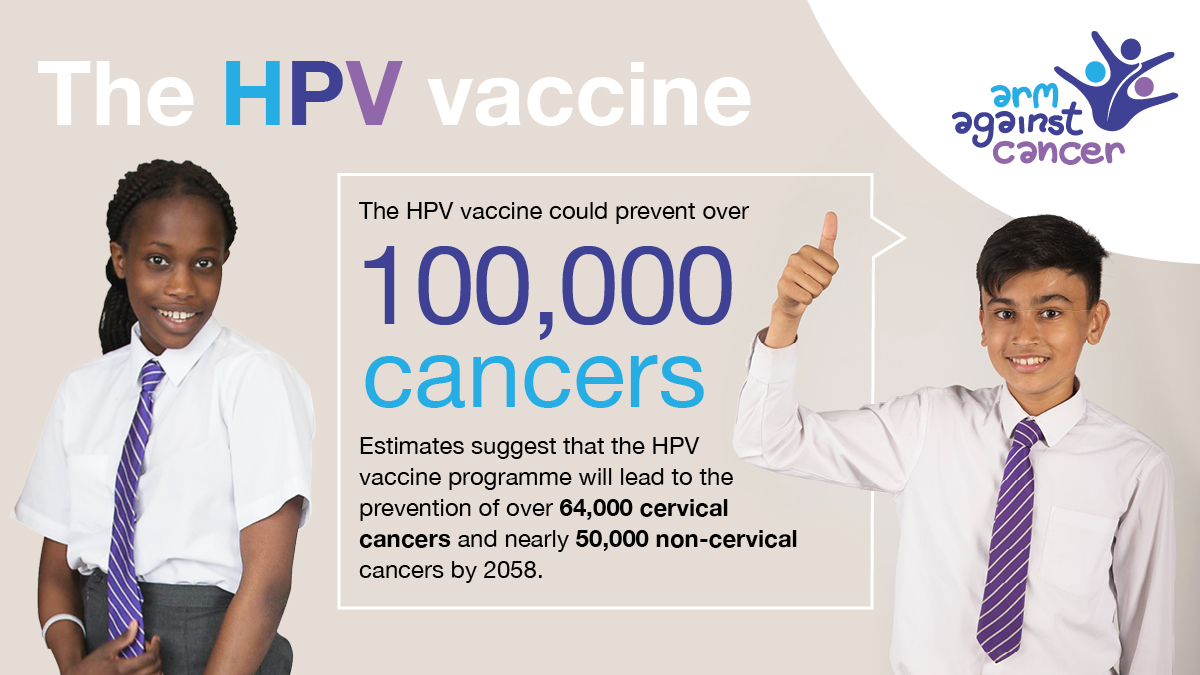 The HPV vaccine
arm
against
cancer
The HPV vaccine could prevent over
100,000
cancers
Estimates suggest that the HPV
vaccine programme will lead to the
prevention of over 64,000 cervical
cancers and nearly 50,000 non-cervical
cancers by 2058.